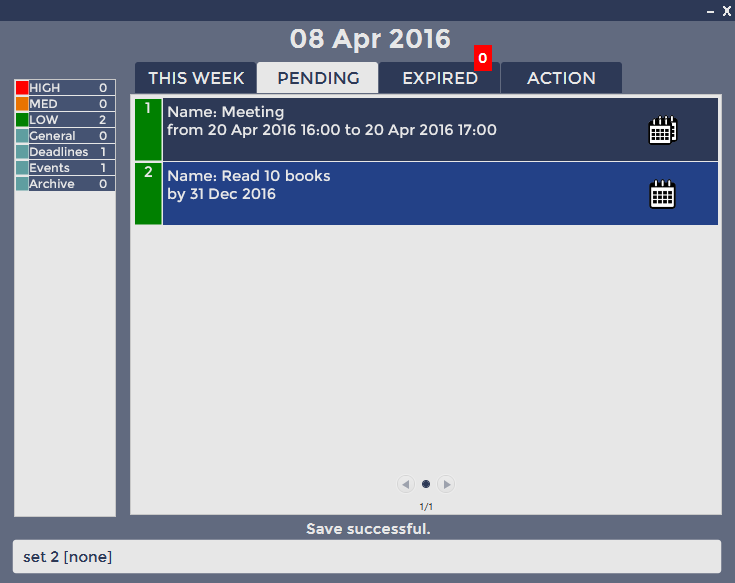 – X
08 Apr 2016
THIS WEEK PENDING EXPIRED 0 ACTION
HIGH 0
MED 0
LOW 2
General 0
Deadlines 1
Events 1
Archive 0
1 Name: Meeting
from 20 Apr 2016 16:00 to 20 Apr 2016 17:00
2 Name: Read 10 books
by 31 Dec 2016
1/1
Save successful.
set 2 [none]